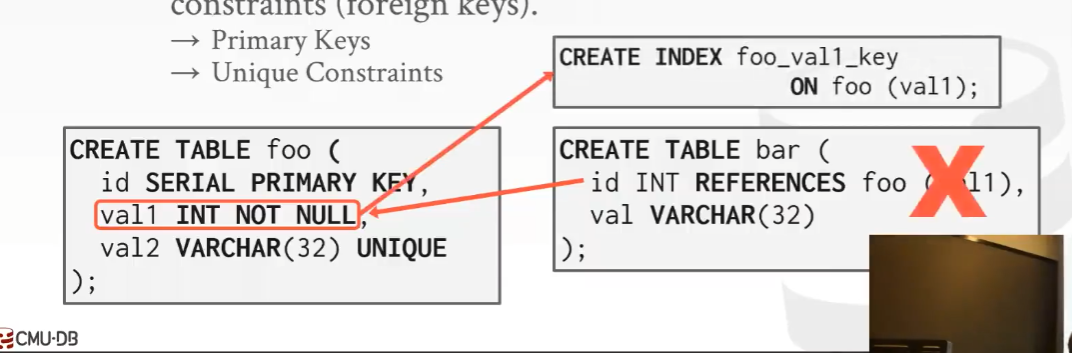 constraints (foreign keys).
→ Primary Keys
→ Unique Constraints
CREATE INDEX foo_val1_key
ON foo (val1);
CREATE TABLE foo (
id SERIAL PRIMARY KEY,
val1 INT NOT NULL,
val2 VARCHAR(32) UNIQUE
);
CREATE TABLE bar (
id INT REFERENCES foo (val1),
val VARCHAR(32)
);
CMU·DB